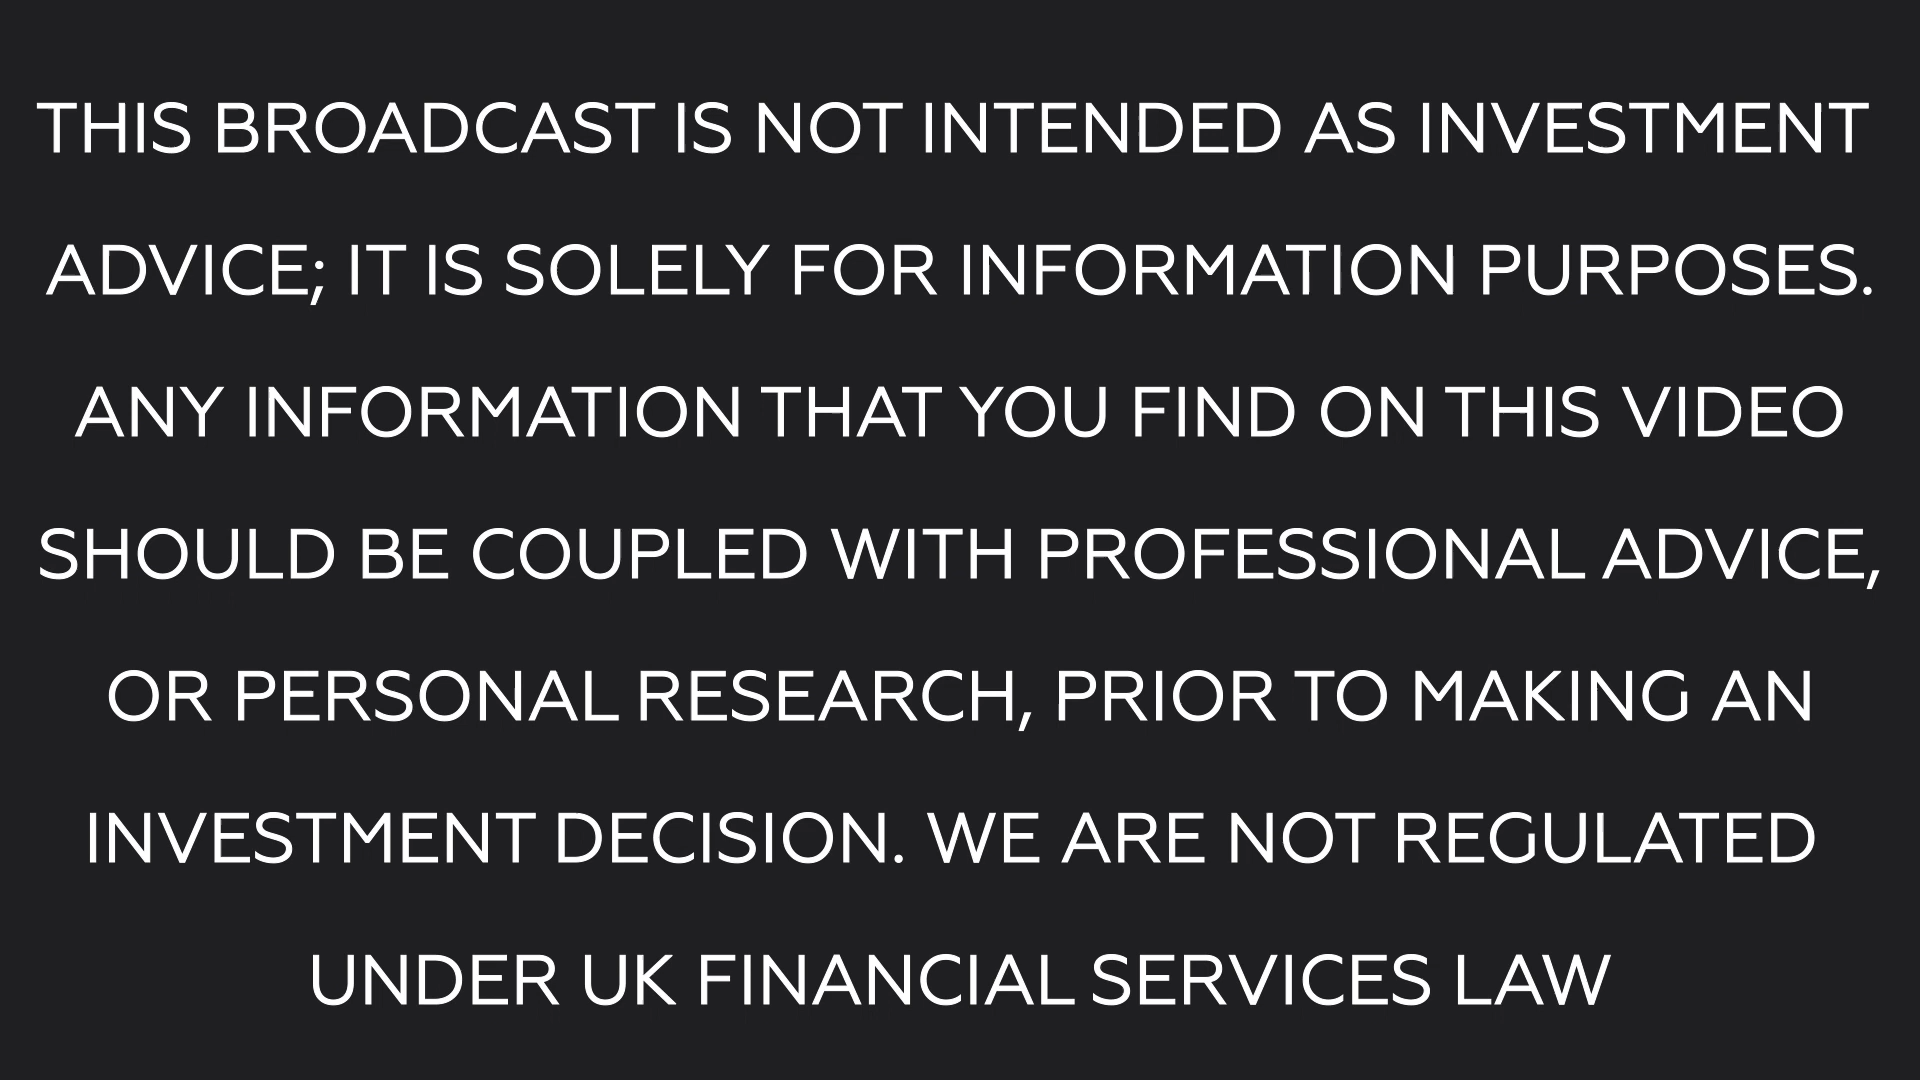 THIS BROADCAST IS NOT INTENDED AS INVESTMENT
ADVICE; IT IS SOLELY FOR INFORMATION PURPOSES.
ANY INFORMATION THAT YOU FIND ON THIS VIDEO
SHOULD BE COUPLED WITH PROFESSIONAL ADVICE,
OR PERSONAL RESEARCH, PRIOR TO MAKING AN
INVESTMENT DECISION. WE ARE NOT REGULATED
UNDER UK FINANCIAL SERVICES LAW